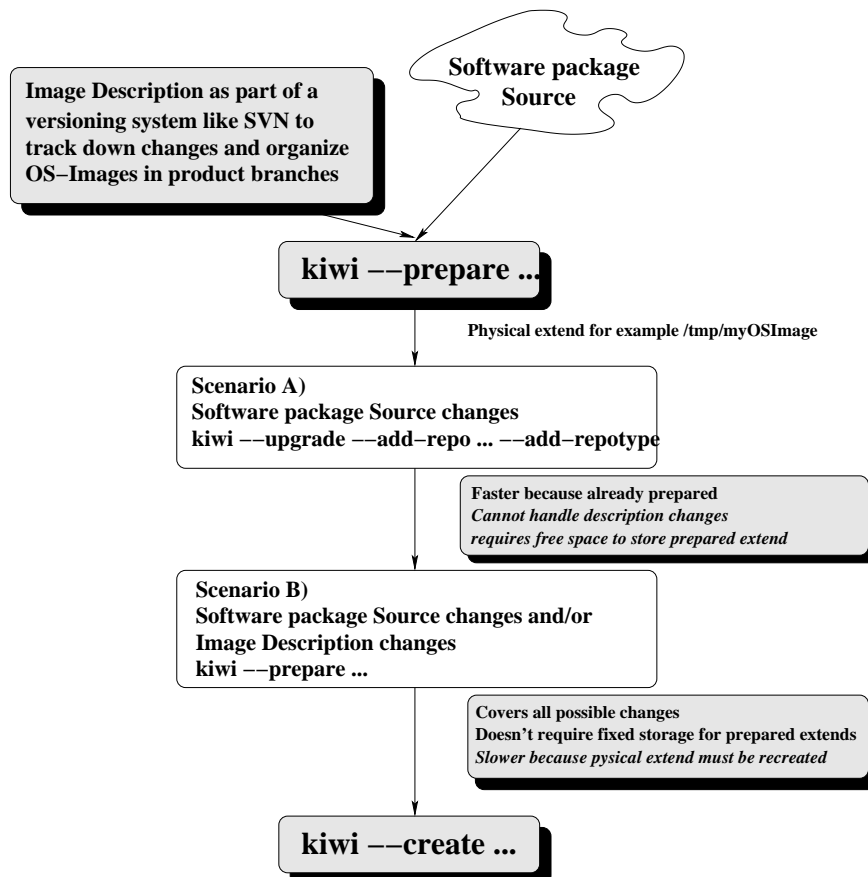 Image Description as part of a
versioning system like SVN to
track down changes and organize
OS−Images in product branches
Software package
Source
kiwi −−prepare ...
Physical extend for example /tmp/myOSImage
Scenario A)
Software package Source changes
kiwi −−upgrade −−add−repo ... −−add−repotype
Faster because already prepared
Cannot handle description changes
requires free space to store prepared extend
Scenario B)
Software package Source changes and/or
Image Description changes
kiwi −−prepare ...
Covers all possible changes
Doesn't require fixed storage for prepared extends
Slower because pysical extend must be recreated
kiwi −−create ...